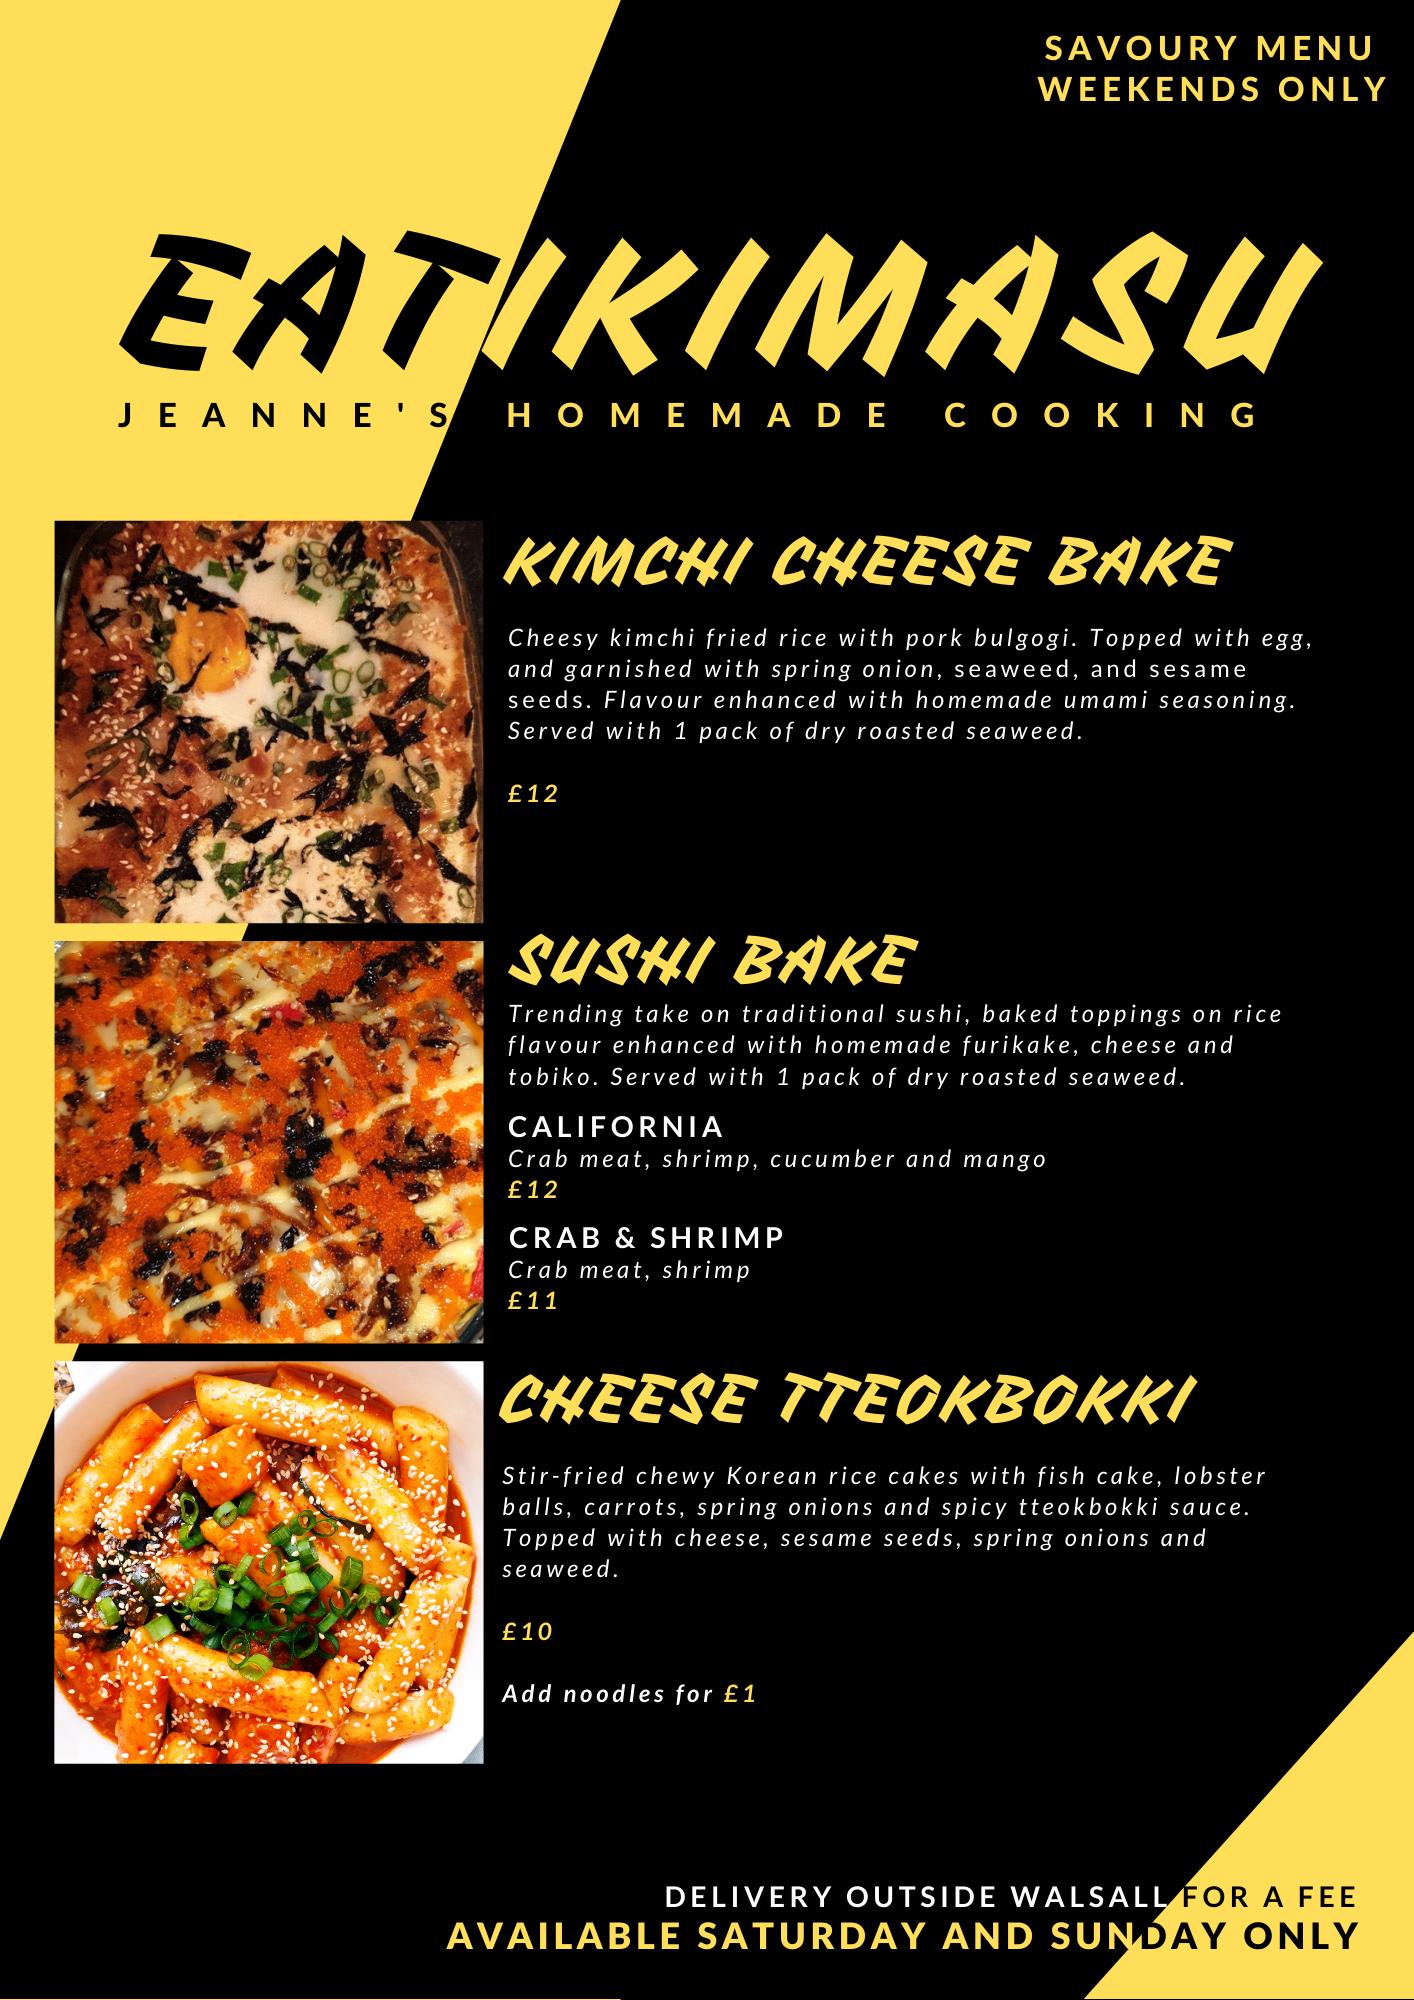 SAVOURY MENU
WEEKENDS ONLY
EATIKIMASU
JEANNE'S HOMEMADE COOKING
KIMCHI CHEESE BAKE
Cheesy kimchi fried rice with pork bulgogi. Topped with egg,
and garnished with spring onion, seaweed, and sesame
seeds. Flavour enhanced with homemade umami seasoning.
Served with 1 pack of dry roasted seaweed.
£12
SUSHI BAKE
Trending take on traditional sushi, baked toppings on rice
flavour enhanced with homemade furikake, cheese and
tobiko. Served with 1 pack of dry roasted seaweed.
CALIFORNIA
Crab meat, shrimp, cucumber and mango
£12
CRAB & SHRIMP
Crab meat, shrimp
£11
CHEESE TTEOKBOKKI
Stir-fried chewy Korean rice cakes with fish cake, lobster
balls, carrots, spring onions and spicy tteokbokki sauce.
Topped with cheese, sesame seeds, spring onions and
seaweed.
£10
Add noodles for £1
DELIVERY OUTSIDE WALSALL FOR A FEE
AVAILABLE SATURDAY AND SUNDAY ONLY